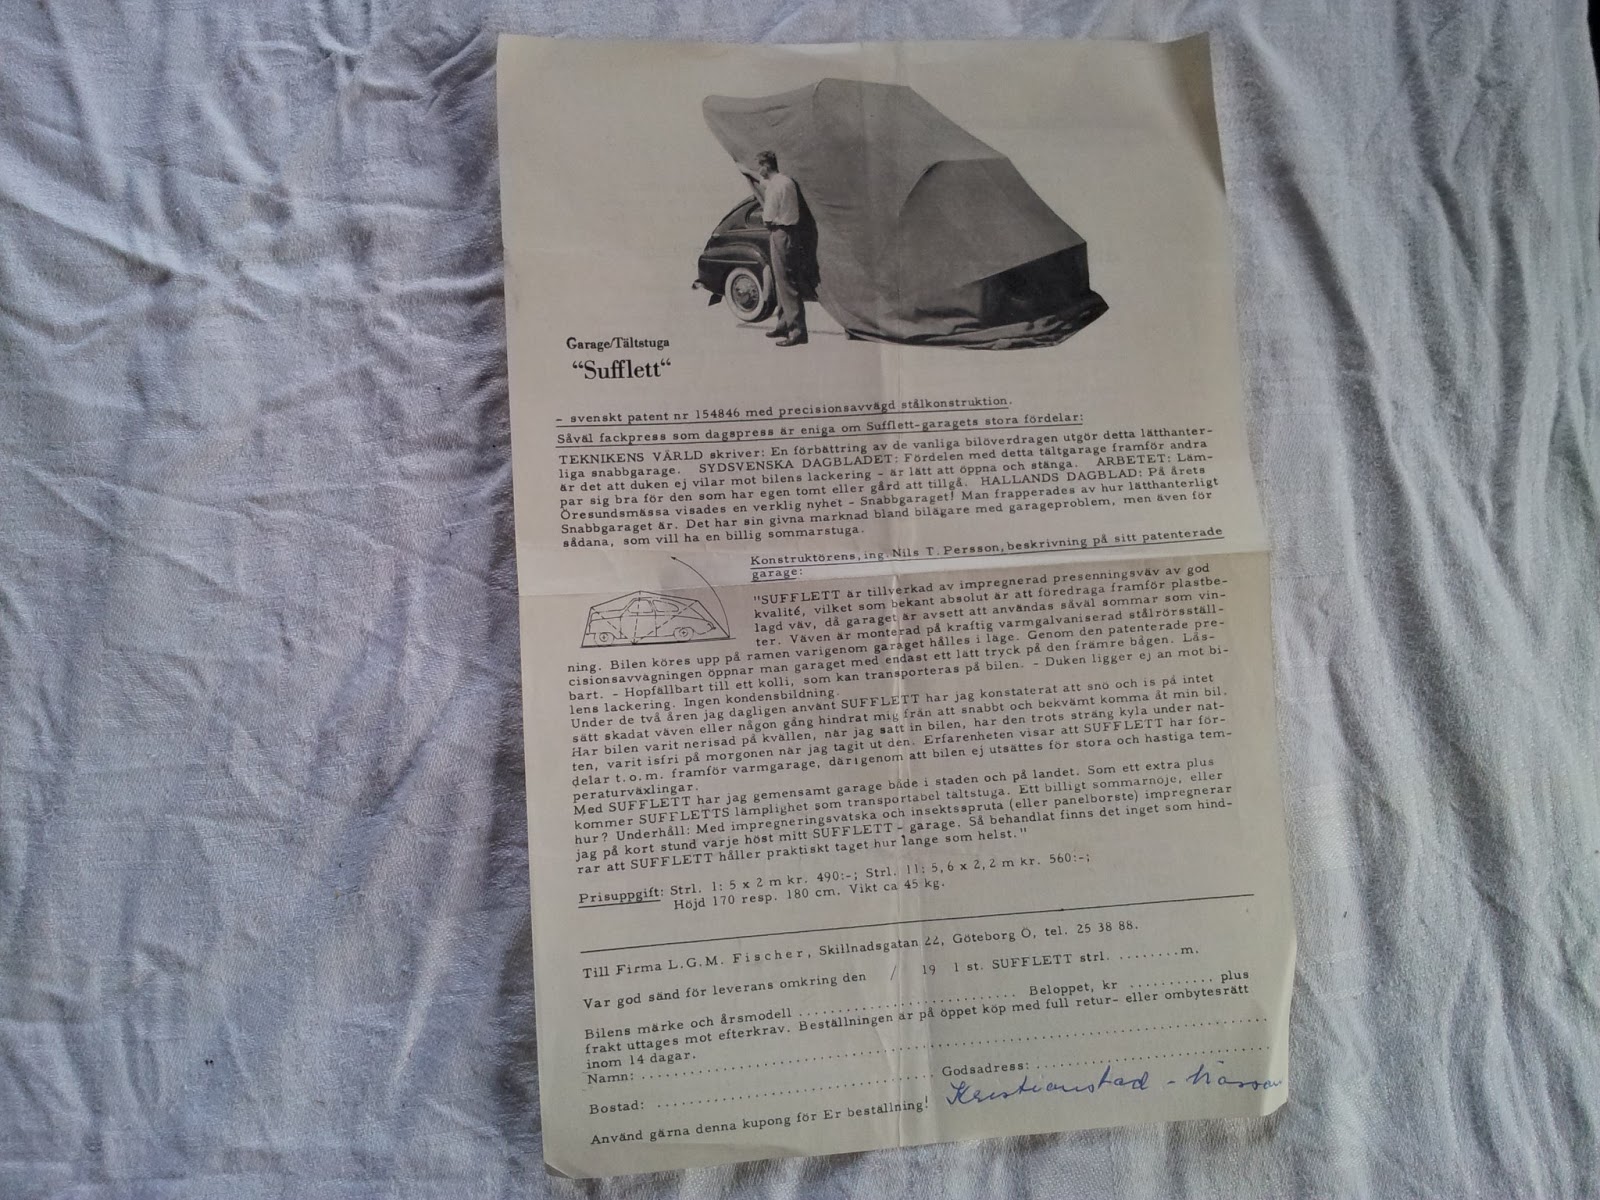 Garage/Tältstuga
“Sufflett“
- svenskt patent nr 154846 med precisionsavvägd stålkonstruktion.
Såväl fackpress som dagspress är eniga om Sufflett-garagets stora fördelar:
TEKNIKENS VÄRLD skriver: En förbättring av de vanliga bilöverdragen utgör detta lätthanter-
liga snabbgarage. SYDSVENSKA DAGBLADET: Fördelen med detta tältgarage framför andra
är det att duken ej vilar mot bilens lackering - är lätt att öppna och stänga. ARBETET: Läm-
par sig bra för den som har egen tomt eller gård att tillgå. HALLANDS DAGBLAD: På årets
Öresundsmässa visades en verklig nyhet - Snabbgaraget! Man frapperades av hur lätthanterligt
Snabbgaraget är. Det har sin givna marknad bland bilägare med garageproblem, men även för
sådana, som vill ha en billig sommarstuga.
Konstruktörens, ing. Nils T. Persson, beskrivning på sitt patenterade
garage:
"SUFFLETT är tillverkad av impregnerad presenningsväv av god
kvalité, vilket som bekant absolut är att föredraga framför plastbe-
lagd väv, då garaget är avsett att användas såväl sommar som vin-
ter. Väven är monterad på kraftig varmgalvaniserad stålrörsställ-
ning. Bilen köres upp på ramen varigenom garaget hålles i läge. Genom den patenterade pre-
cisionsavvägningen öppnar man garaget med endast ett lätt tryck på den främre bågen. Lås-
bart. - Hopfällbart till ett kolli, som kan transporteras på bilen. - Duken ligger ej an mot bi-
lens lackering. Ingen kondensbildning.
Under de två åren jag dagligen använt SUFFLETT har jag konstaterat att snö och is på intet
sätt skadat väven eller någon gång hindrat mig från att snabbt och bekvämt komma åt min bil.
Har bilen varit nerisad på kvällen, när jag satt in bilen, har den trots sträng kyla under nat-
ten, varit isfri på morgonen när jag tagit ut den. Erfarenheten visar att SUFFLETT har för-
delar t.o.m. framför varmgarage, därigenom att bilen ej utsättes för stora och hastiga tem-
peraturväxlingar.
Med SUFFLETT har jag gemensamt garage både i staden och på landet. Som ett extra plus
kommer SUFFLETTS lämplighet som transportabel tältstuga. Ett billigt sommarnöje, eller
hur? Underhåll: Med impregneringsvätska och insektsspruta (eller panelborste) impregnerar
jag på kort stund varje höst mitt SUFFLETT-garage. Så behandlat finns det inget som hind-
rar att SUFFLETT håller praktiskt taget hur länge som helst."
Prisuppgift: Strl. 1: 5 x 2 m kr. 490:-; Strl. 11: 5,6 x 2,2 m kr. 560:-;
Höjd 170 resp. 180 cm. Vikt ca 45 kg.
Till Firma L.G.M. Fischer, Skillnadsgatan 22, Göteborg Ö, tel. 25 38 88.
Var god sänd för leverans omkring den / 19 1 st. SUFFLETT strl. ........m.
Bilens märke och årsmodell .......................... Beloppet, kr .......... plus
frakt uttages mot efterkrav. Beställningen är på öppet köp med full retur- eller ombytesrätt
inom 14 dagar.
Namn: ..........................................................................
Bostad: ................................. Godsadress: ............................
Använd gärna denna kupong för Er beställning! Kristianstad -